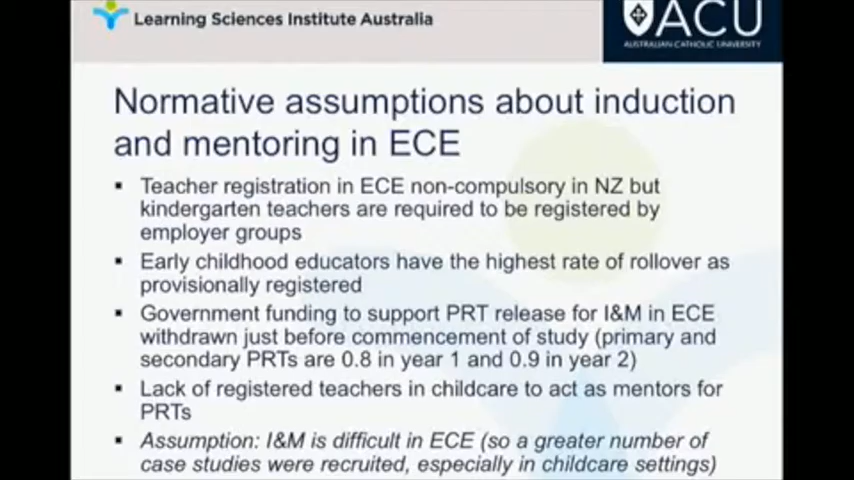 Learning Sciences Institute Australia
ACU
AUSTRALIAN CATHOLIC UNIVERSITY
Normative assumptions about induction
and mentoring in ECE
Teacher registration in ECE non-compulsory in NZ but
kindergarten teachers are required to be registered by
employer groups
Early childhood educators have the highest rate of rollover as
provisionally registered
Government funding to support PRT release for I&M in ECE
withdrawn just before commencement of study (primary and
secondary PRTs are 0.8 in year 1 and 0.9 in year 2)
Lack of registered teachers in childcare to act as mentors for
PRTs
Assumption: I&M is difficult in ECE (so a greater number of
case studies were recruited, especially in childcare settings)